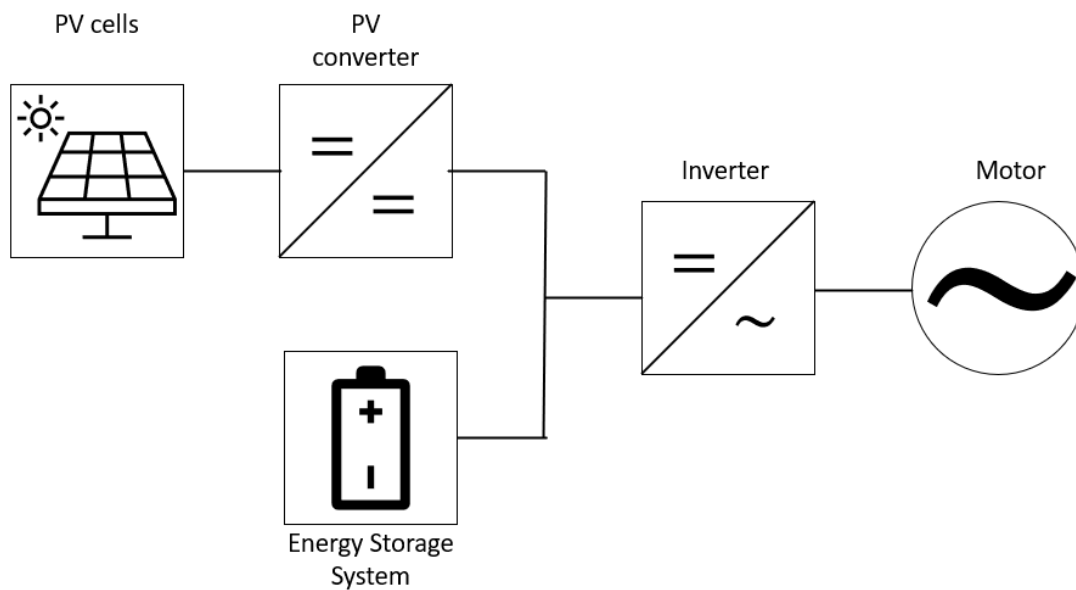 PV cells
PV
converter
Inverter
Motor
Energy Storage
System